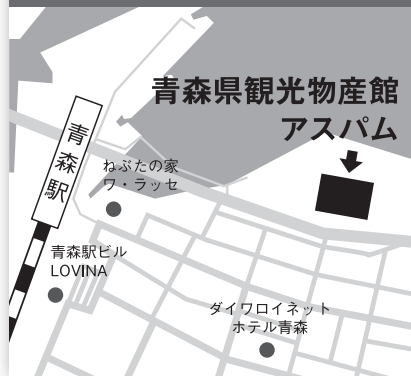 青森県観光物産館
アスパム
青森駅
ねぶたの家
ワ・ラッセ
青森駅ビル
LOVINA
ダイワロイネット
ホテル青森